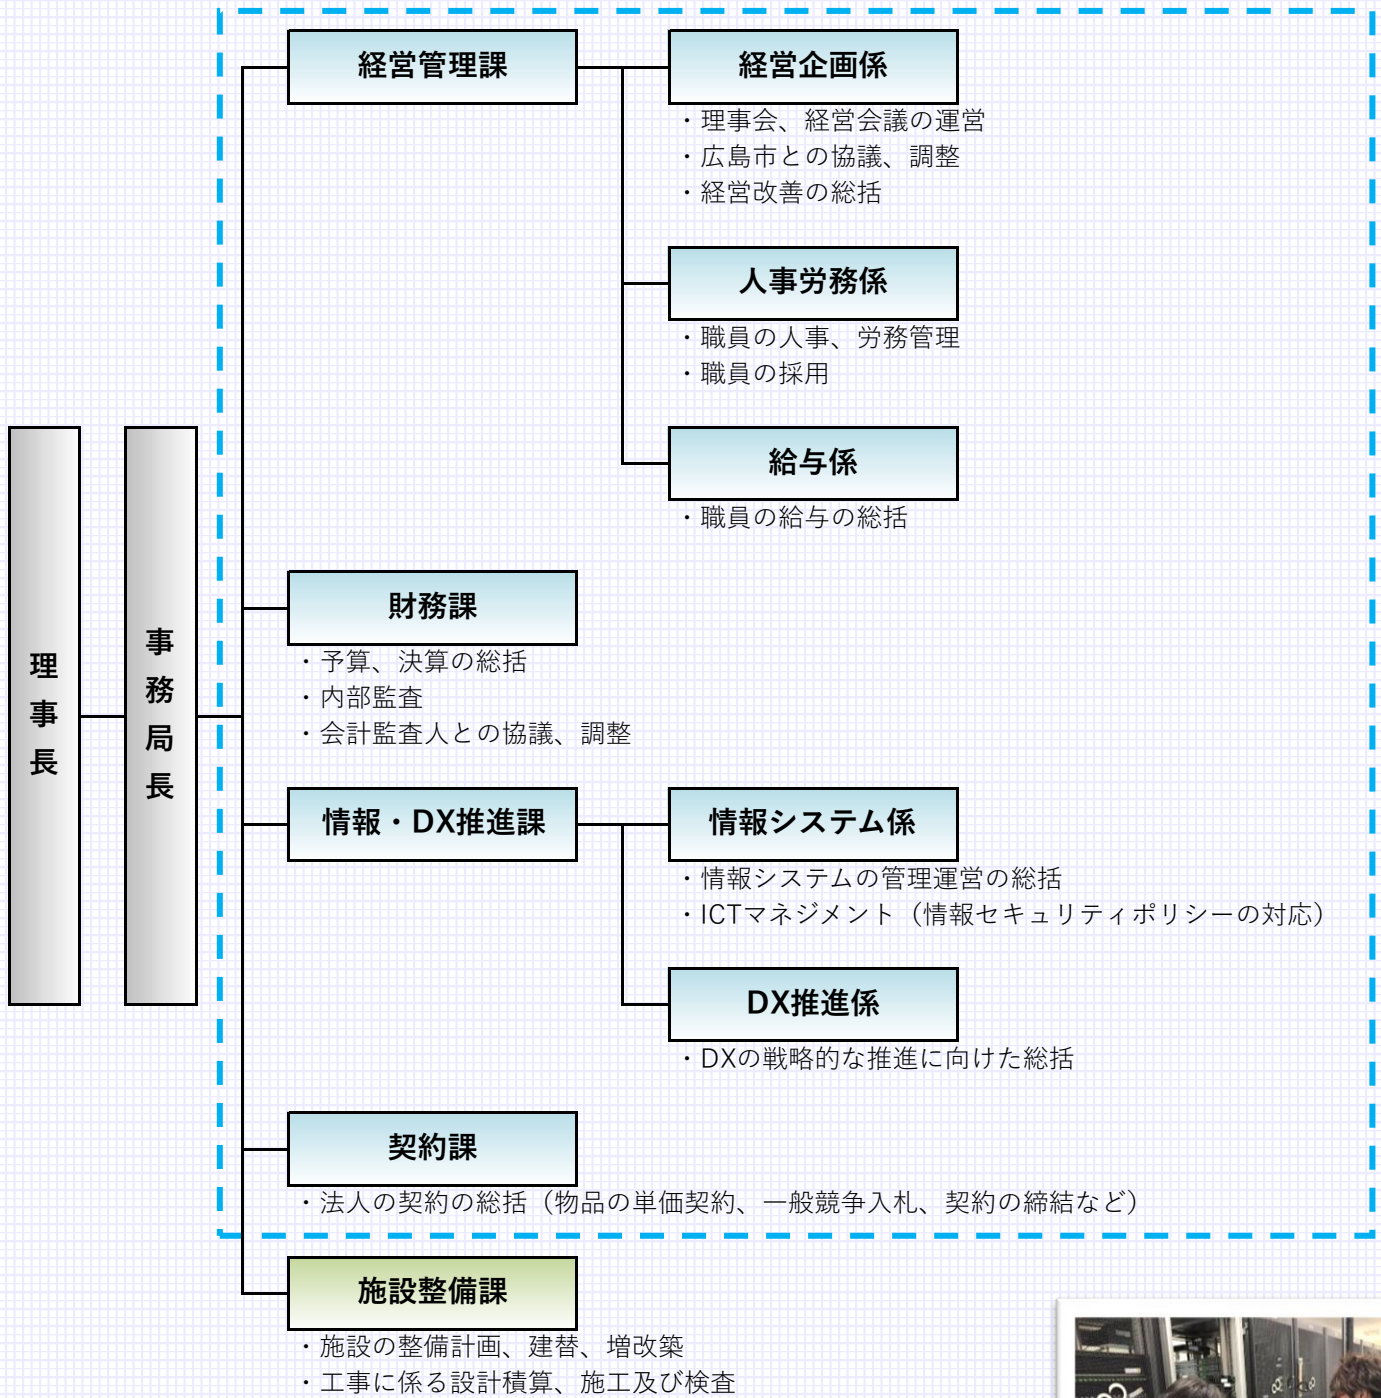 理事長
事務局長
経営管理課
経営企画係
・理事会、経営会議の運営
・広島市との協議、調整
・経営改善の総括
人事労務係
・職員の人事、労務管理
・職員の採用
給与係
・職員の給与の総括
財務課
・予算、決算の総括
・内部監査
・会計監査人との協議、調整
情報・DX推進課
情報システム係
・情報システムの管理運営の総括
・ICTマネジメント（情報セキュリティポリシーの対応）
DX推進係
・DXの戦略的な推進に向けた総括
契約課
・法人の契約の総括（物品の単価契約、一般競争入札、契約の締結など）
施設整備課
・施設の整備計画、建替、増改築
・工事に係る設計積算、施工及び検査